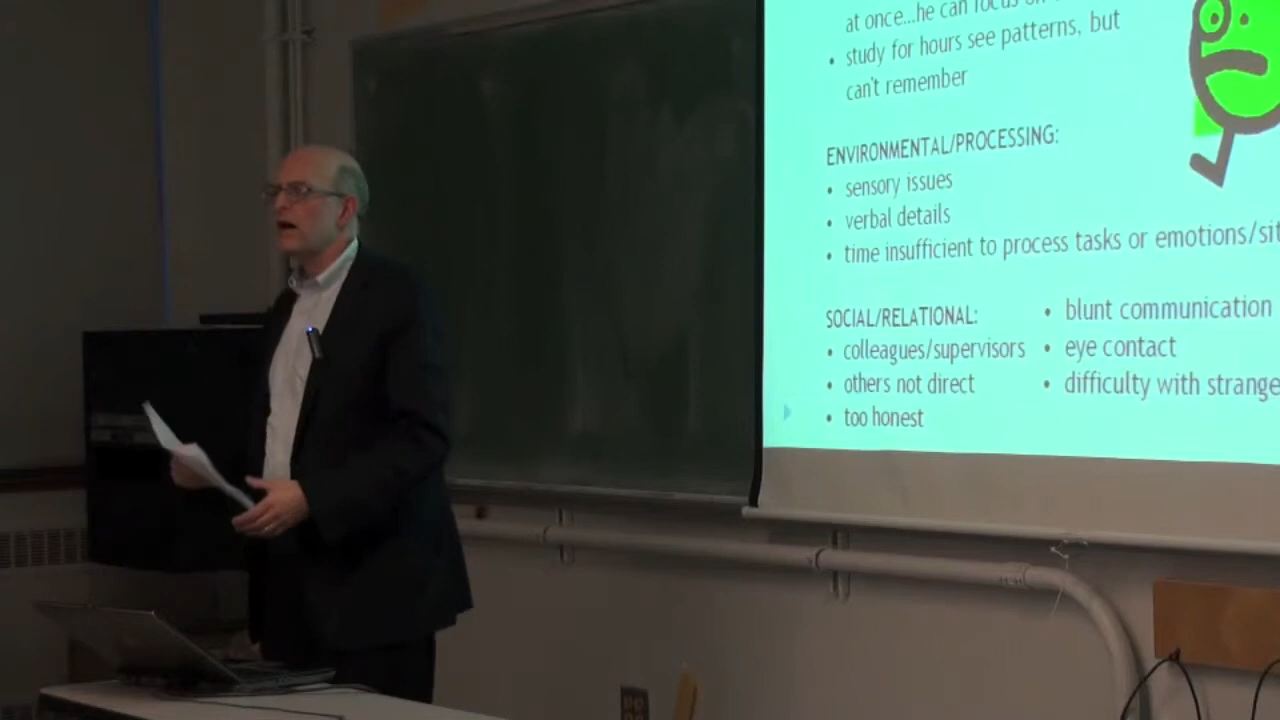 at once...he can focus on
• study for hours see patterns, but
can't remember
ENVIRONMENTAL/PROCESSING:
• sensory issues
• verbal details
• time insufficient to process tasks or emotions/sit
SOCIAL/RELATIONAL:
• colleagues/supervisors
• others not direct
• too honest
• blunt communication
• eye contact
• difficulty with strange